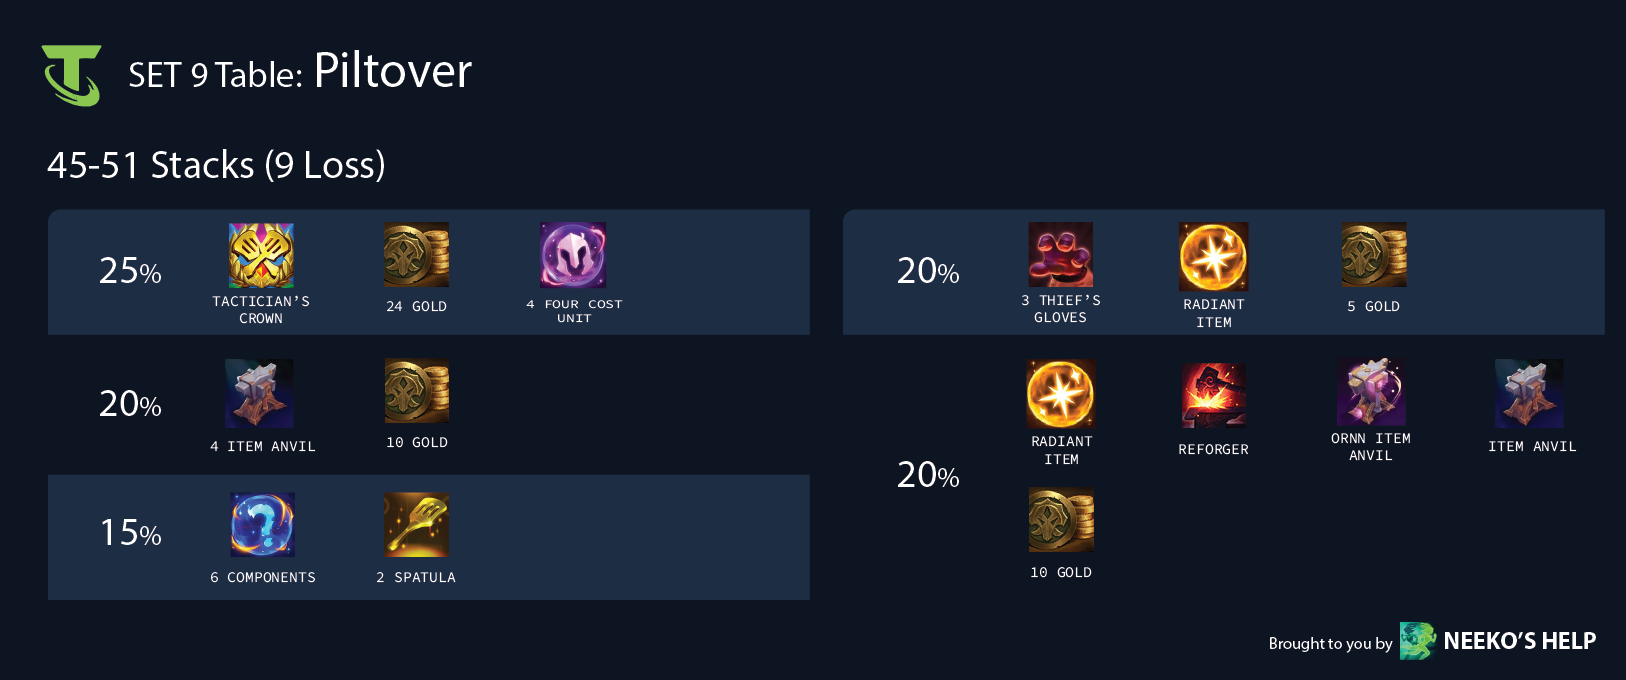 SET 9 Table: Piltover
45-51 Stacks (9 Loss)
25%
TACTICIAN'S
CROWN
24 GOLD
4 FOUR COST
UNIT
20%
4 ITEM ANVIL
10 GOLD
15%
6 COMPONENTS
2 SPATULA
20%
3 THIEF'S
GLOVES
RADIANT
ITEM
5 GOLD
20%
RADIANT
ITEM
REFORGER
ORNN ITEM
ANVIL
ITEM ANVIL
10 GOLD
Brought to you by NEEKO'S HELP